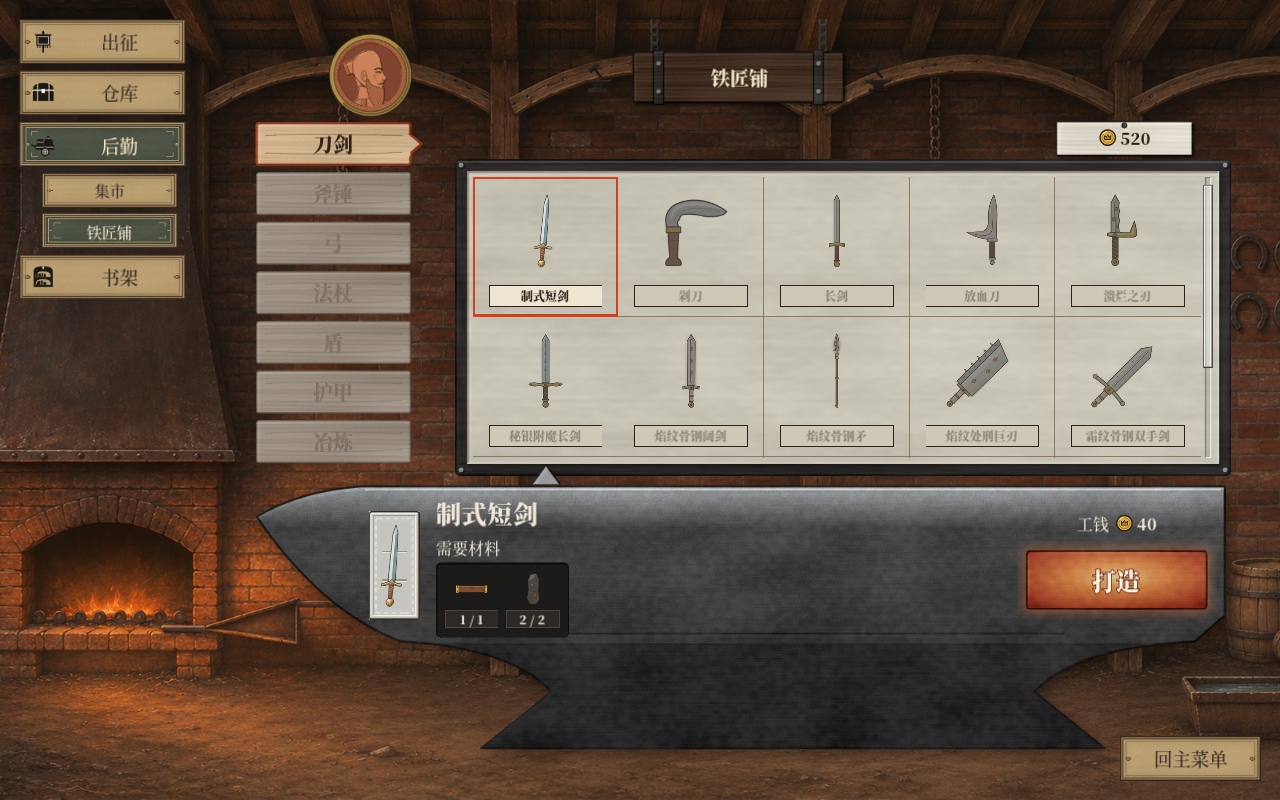 出征
仓库
后勤
集市
铁匠铺
书架
铁匠铺
520
刀剑
斧锤
弓
法杖
盾
护甲
冶炼
制式短剑
剁刀
长剑
放血刀
溃烂之刃
秘银附魔长剑
焰纹骨钢阔剑
焰纹骨钢矛
焰纹处刑巨刃
霜纹骨钢双手剑
制式短剑
需要材料
1/1
2/2
工钱 40
打造
回主菜单